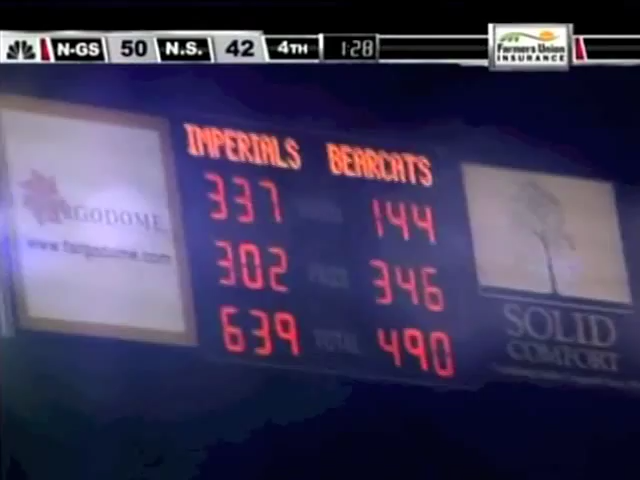 N-GS 50 N.S. 42 4TH 1:28 Farmers Union
INSURANCE
IMPERIALS BEARCATS
337 144
302 346
639 TOTAL 490
www.fargodome.com
SOLID
COMFORT